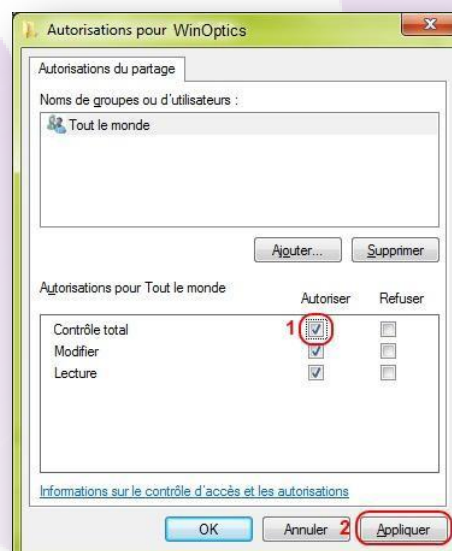 Autorisations pour WinOptics
Autorisations du partage
Noms de groupes ou d'utilisateurs :
Tout le monde
Ajouter... Supprimer
Autorisations pour Tout le monde Autoriser Refuser
Contrôle total 1
Modifier
Lecture
Informations sur le contrôle d'accès et les autorisations
OK Annuler 2 Appliquer